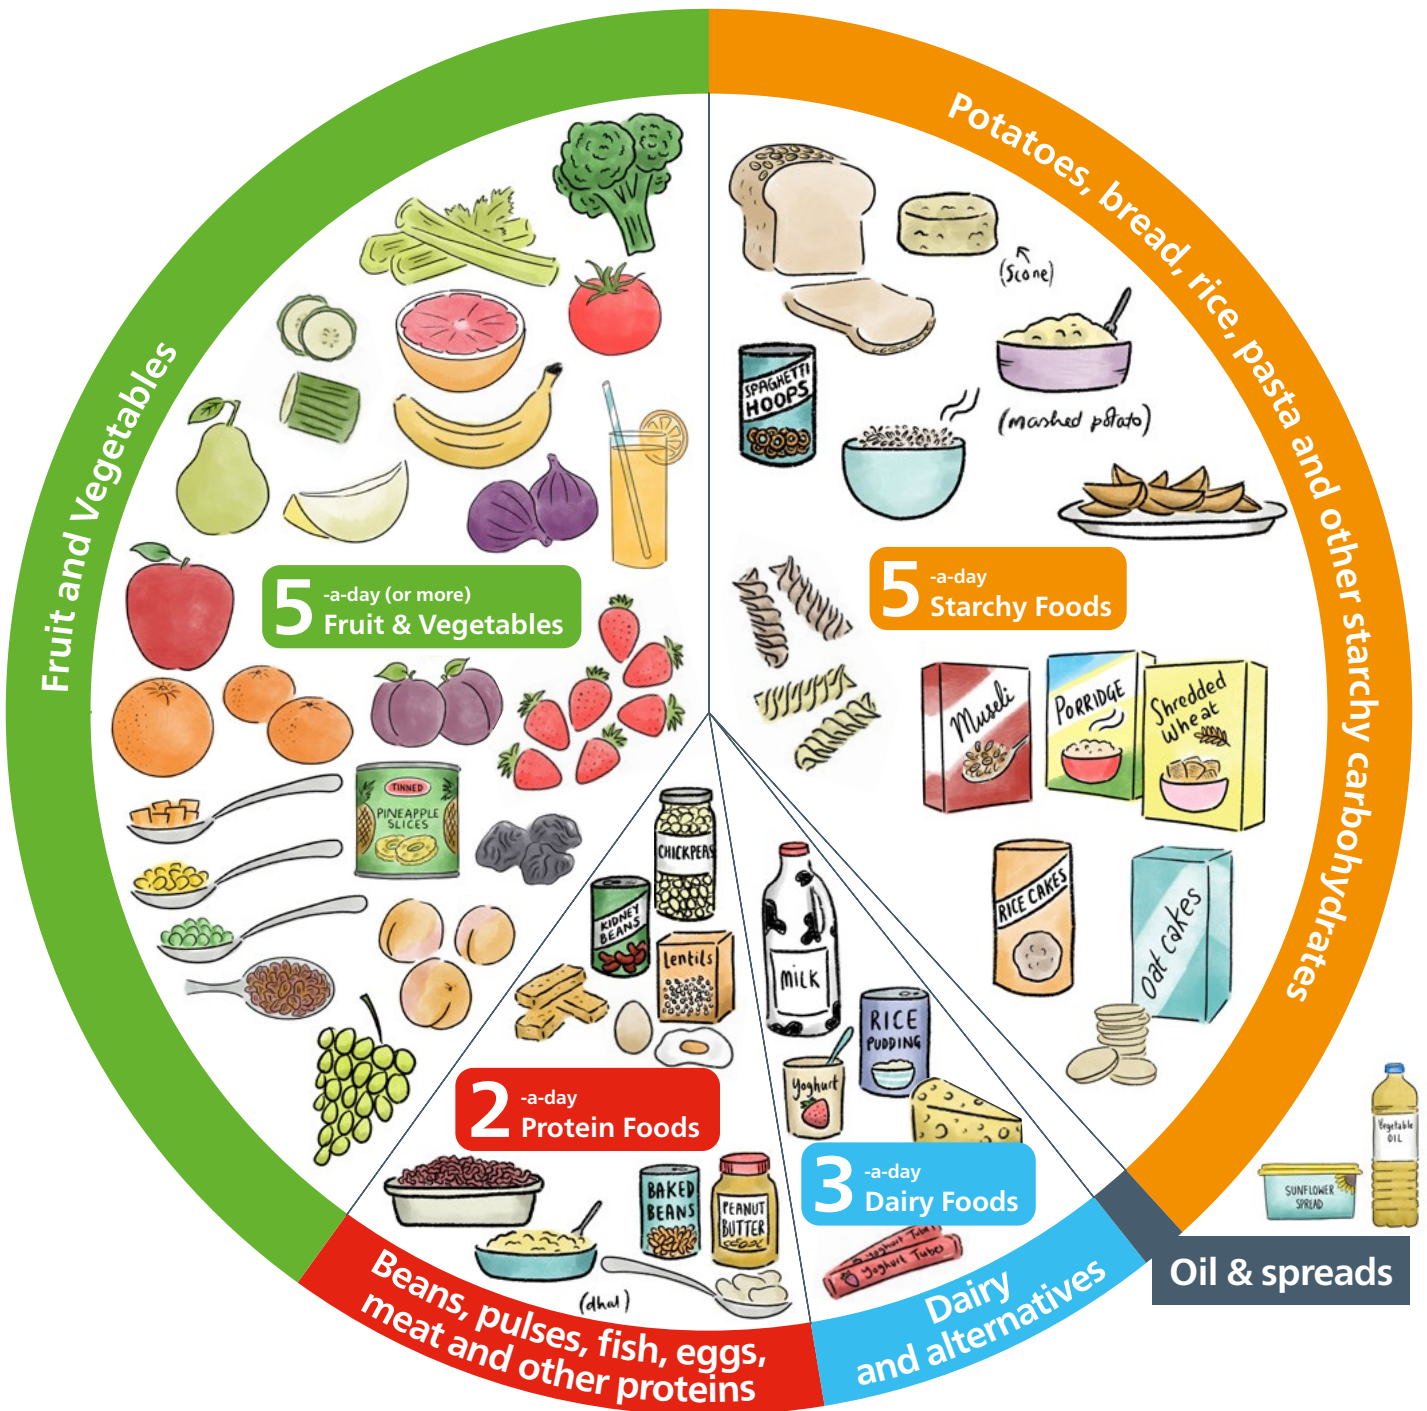 Fruit and Vegetables
Potatoes, bread, rice, pasta and other starchy carbohydrates
(Scone)
SPAGHETTI
HOOPS
(mashed potato)
5
-a-day (or more)
Fruit & Vegetables
5
-a-day
Starchy Foods
Museli
PORRIDGE
Shredded
Wheat
TINNED
PINEAPPLE
SLICES
CHICKPEAS
KIDNEY
BEANS
Lentils
MILK
RICE
PUDDING
Yoghurt
RICE CAKES
Oat cakes
2
-a-day
Protein Foods
3
-a-day
Dairy Foods
BAKED
BEANS
PEANUT
BUTTER
(dhal)
Yoghurt Tubes
Yoghurt Tubes
Vegetable
OIL
SUNFLOWER
SPREAD
Oil & spreads
Beans, pulses, fish, eggs,
meat and other proteins
Dairy
and alternatives